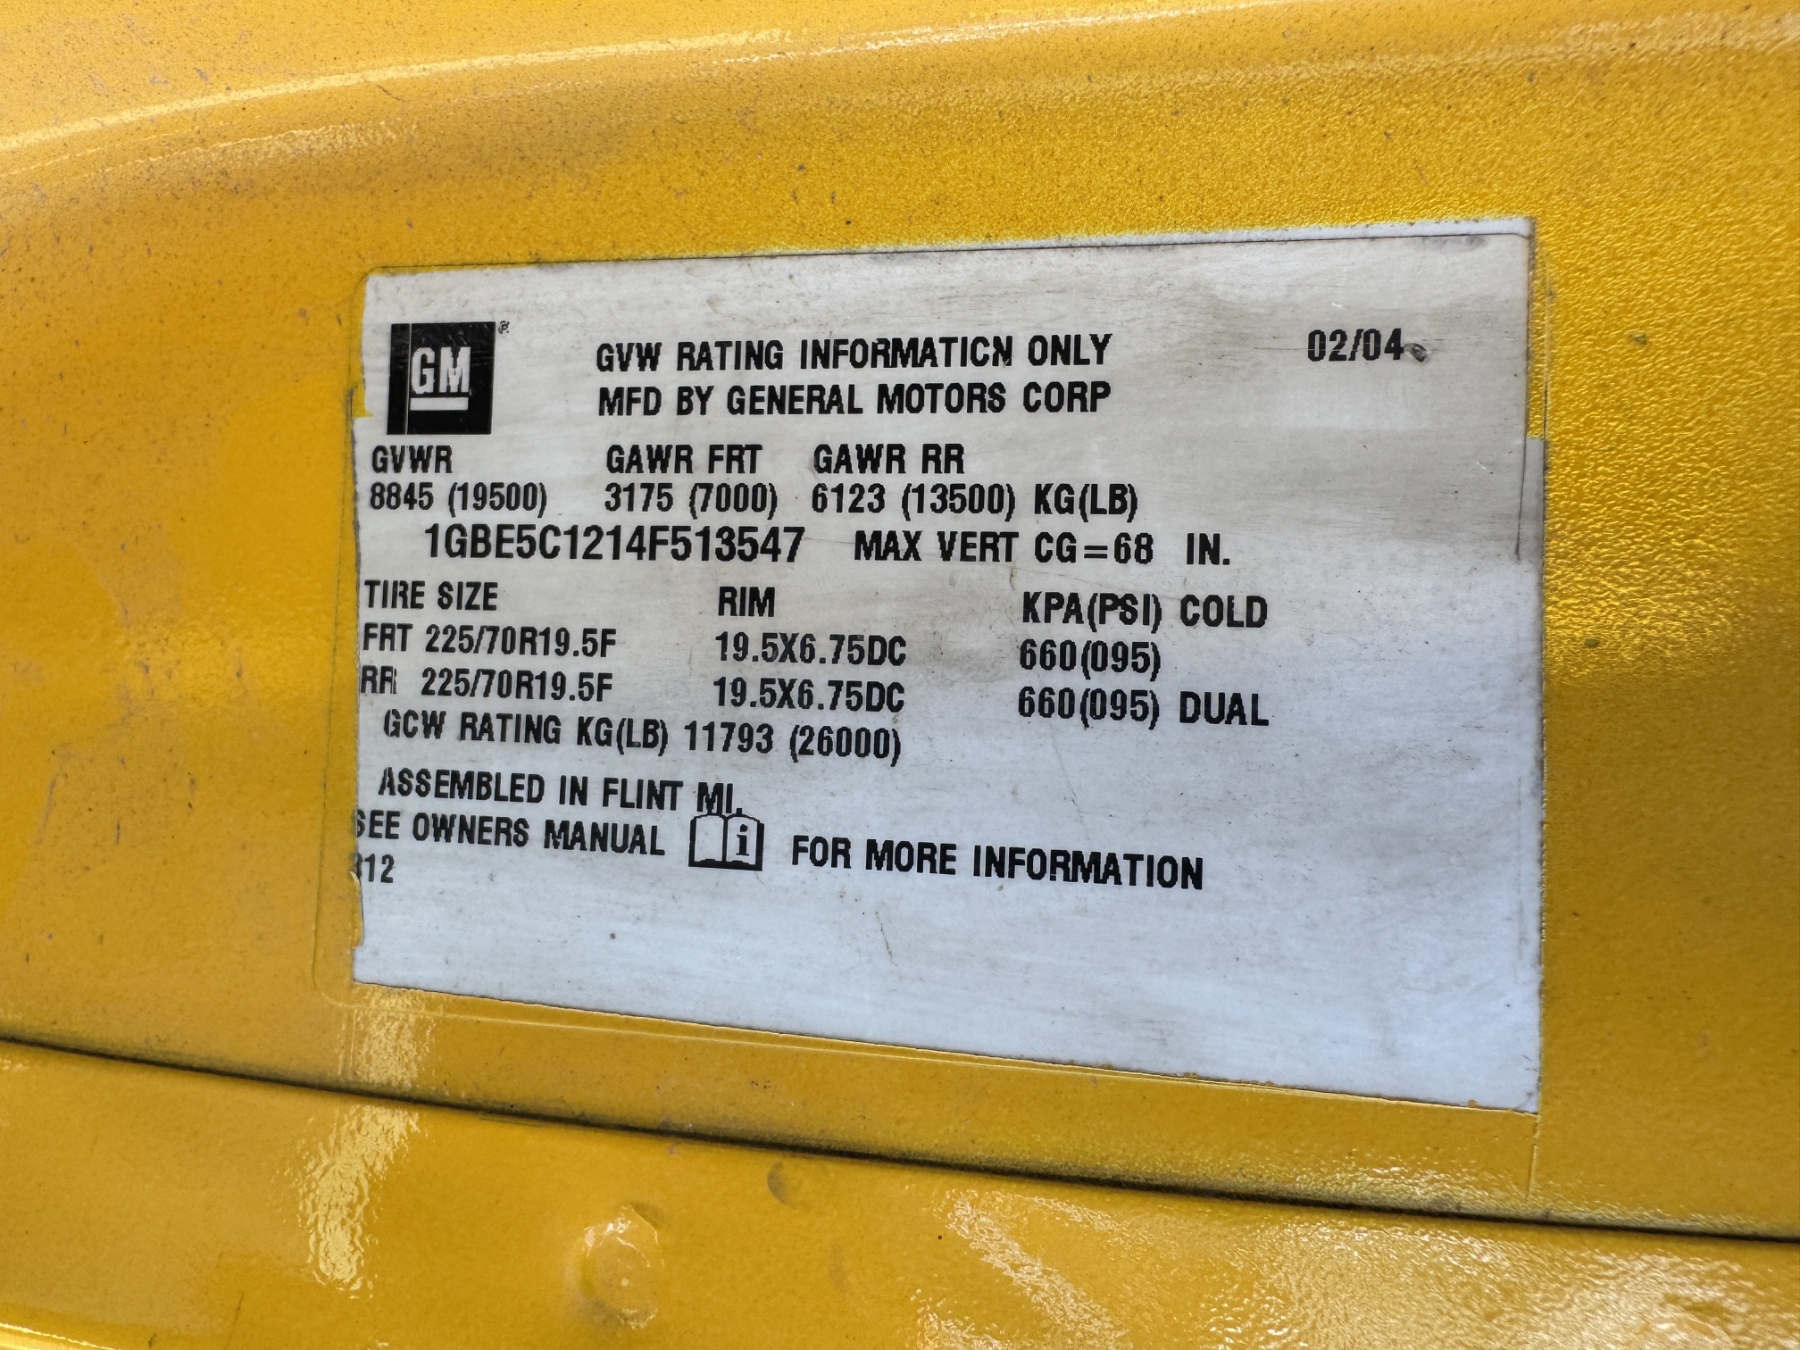 GM ®
GVW RATING INFORMATION ONLY 02/04
MFD BY GENERAL MOTORS CORP
GVWR GAWR FRT GAWR RR
8845 (19500) 3175 (7000) 6123 (13500) KG(LB)
1GBE5C1214F513547 MAX VERT CG=68 IN.
TIRE SIZE RIM KPA(PSI) COLD
FRT 225/70R19.5F 19.5X6.75DC 660(095)
RR 225/70R19.5F 19.5X6.75DC 660(095) DUAL
GCW RATING KG(LB) 11793 (26000)
ASSEMBLED IN FLINT MI.
SEE OWNERS MANUAL i FOR MORE INFORMATION